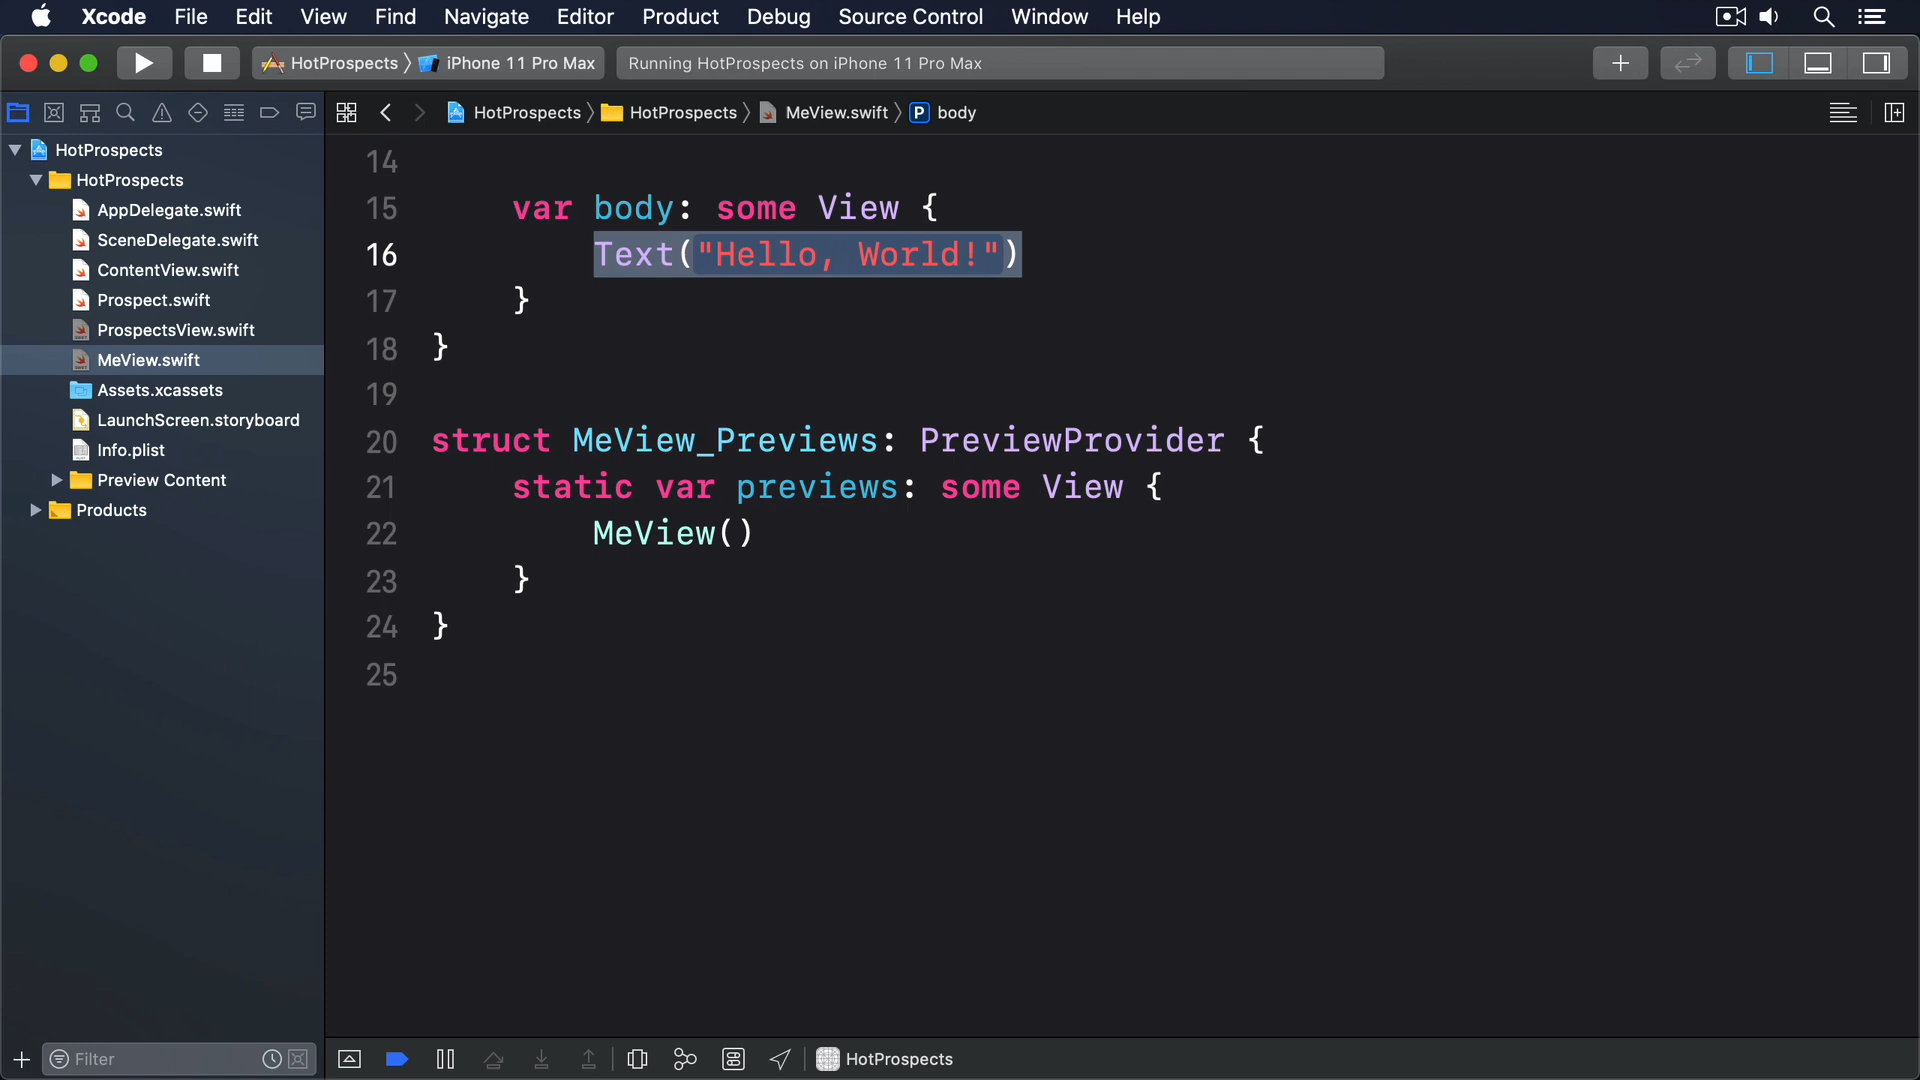 Xcode File Edit View Find Navigate Editor Product Debug Source Control Window Help
HotProspects iPhone 11 Pro Max Running HotProspects on iPhone 11 Pro Max
HotProspects HotProspects MeView.swift P body
HotProspects
HotProspects
AppDelegate.swift
SceneDelegate.swift
ContentView.swift
Prospect.swift
ProspectsView.swift
MeView.swift
Assets.xcassets
LaunchScreen.storyboard
Info.plist
Preview Content
Products
14
15 var body: some View {
16 Text("Hello, World!")
17 }
18 }
19
20 struct MeView_Previews: PreviewProvider {
21 static var previews: some View {
22 MeView()
23 }
24 }
25
Filter
HotProspects